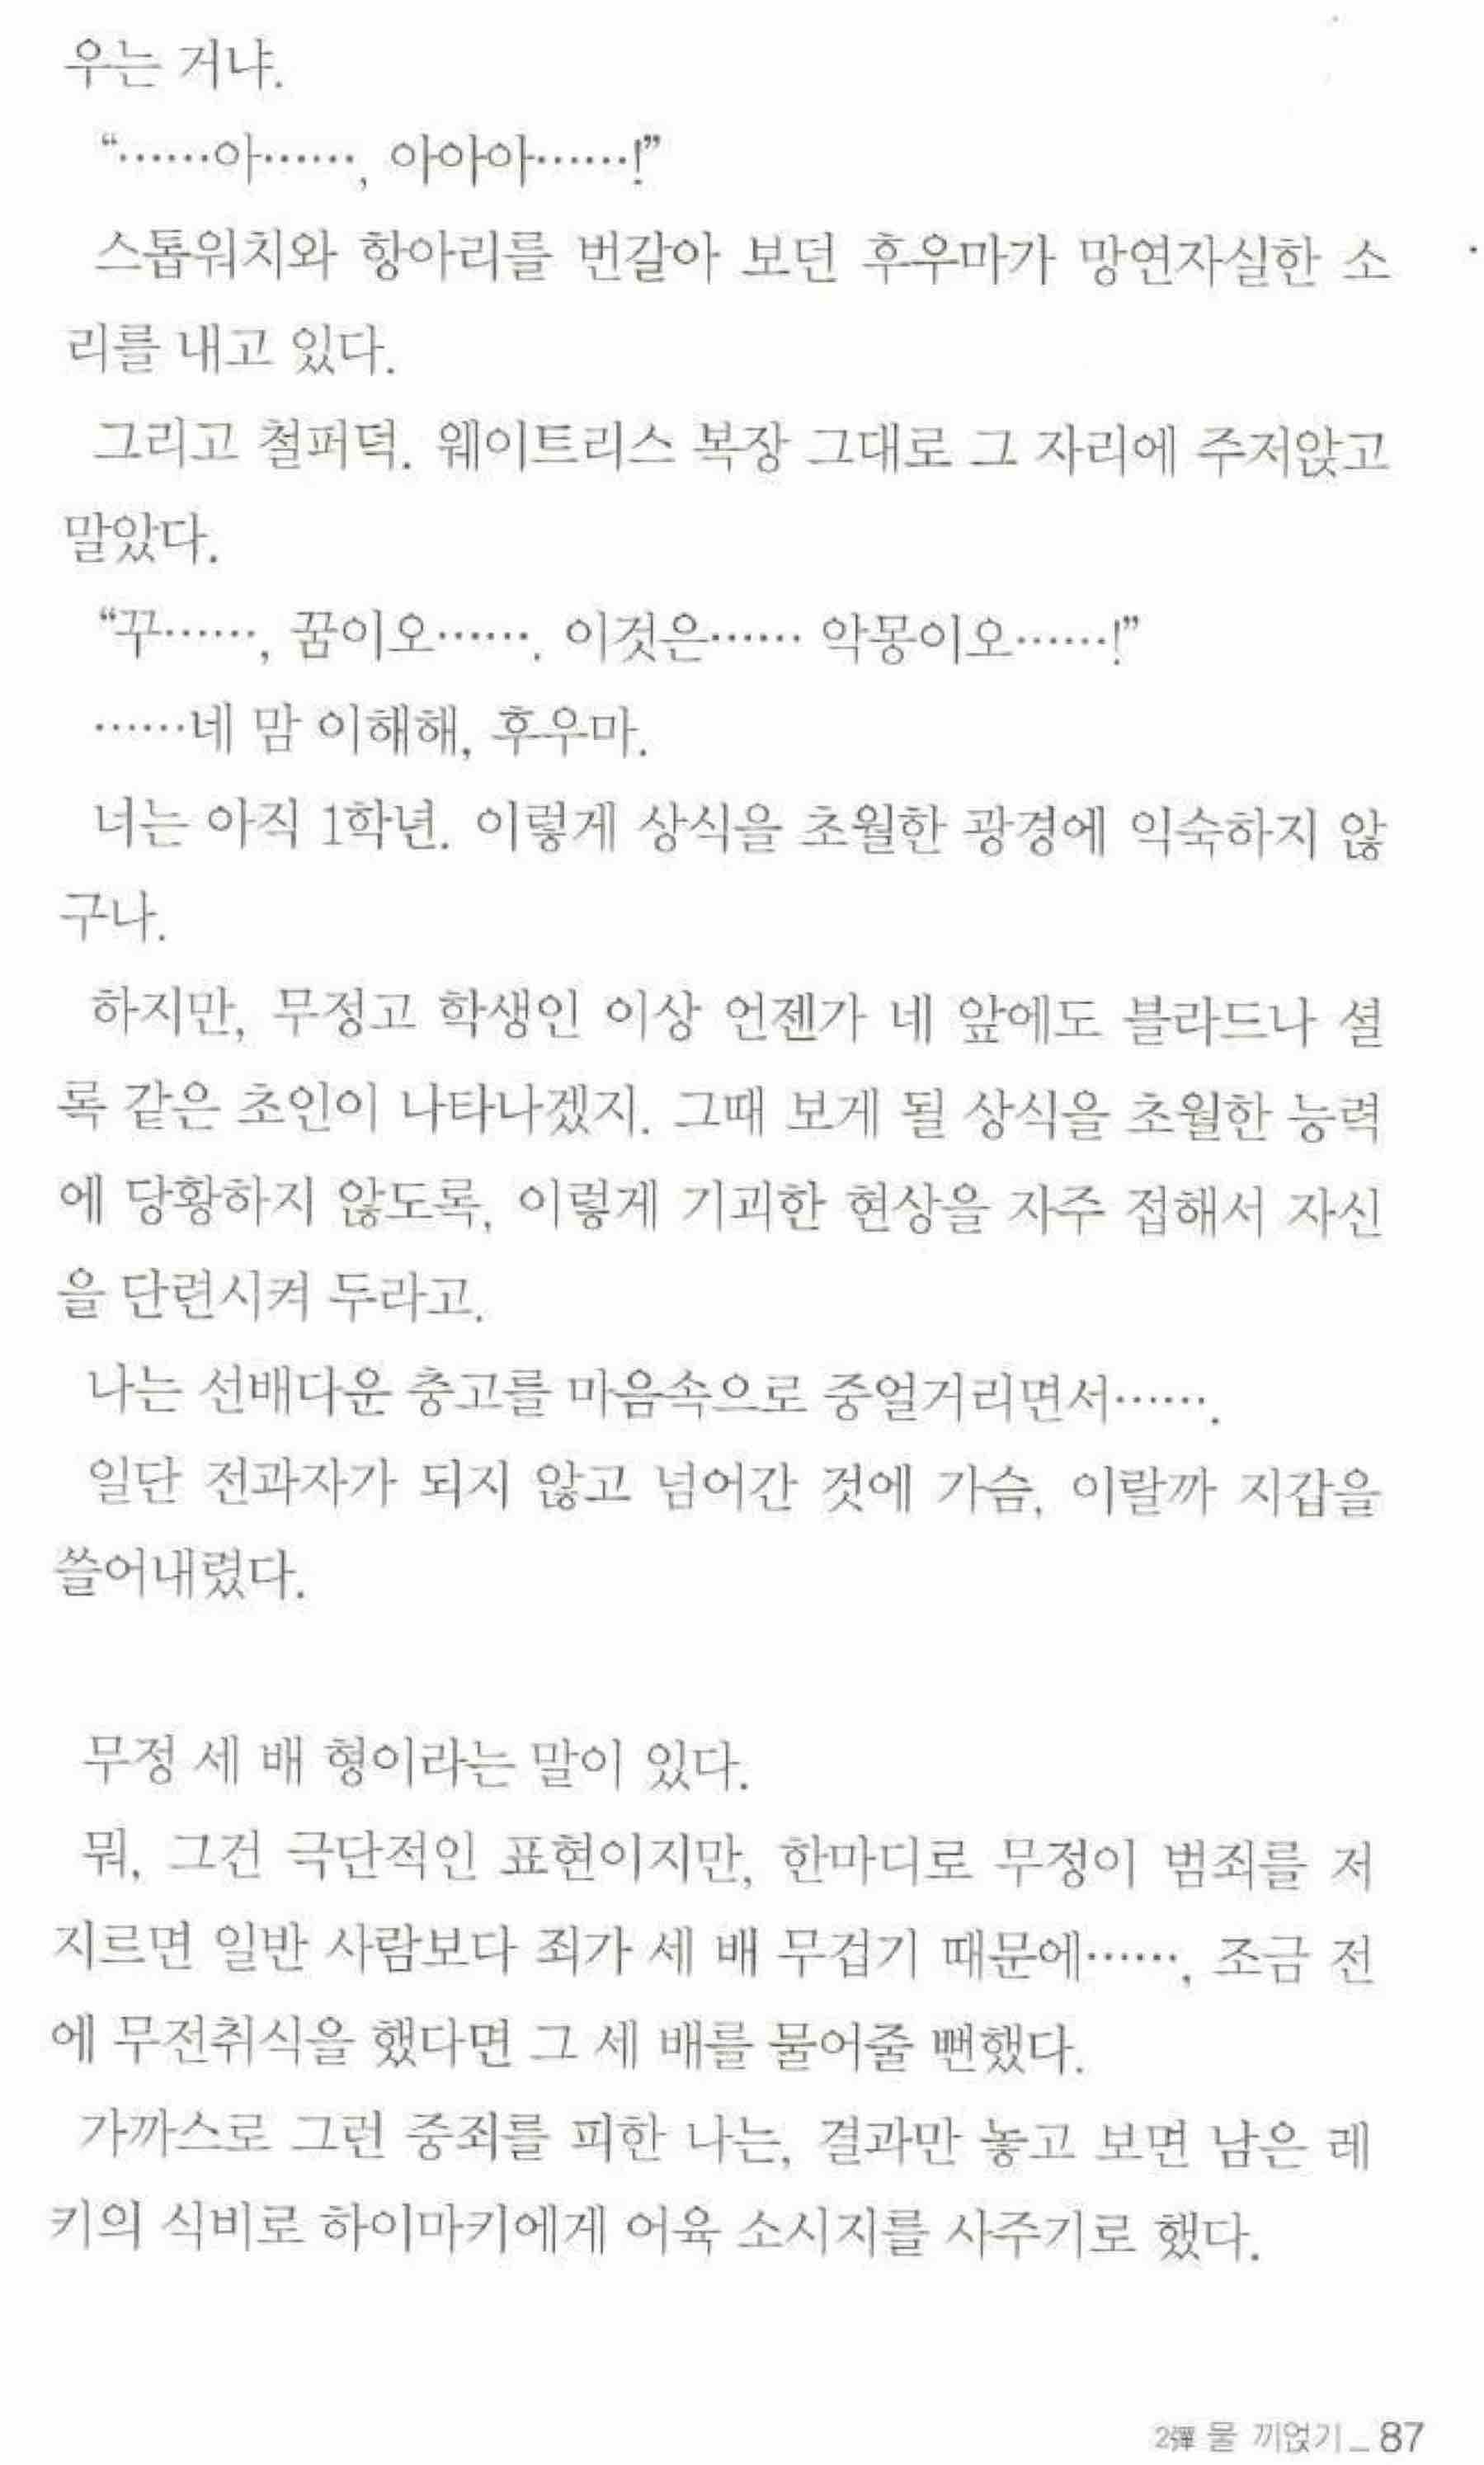 우는 거냐.
“……아……, 아아아……!”
스톱워치와 항아리를 번갈아 보던 후우마가 망연자실한 소
리를 내고 있다.
그리고 철퍼덕. 웨이트리스 복장 그대로 그 자리에 주저앉고
말았다.
“꾸……, 꿈이오……. 이것은…… 악몽이오……!”
……네 맘 이해해, 후우마.
너는 아직 1학년. 이렇게 상식을 초월한 광경에 익숙하지 않
구나.
하지만, 무정고 학생인 이상 언젠가 네 앞에도 블라드나 셜
록 같은 초인이 나타나겠지. 그때 보게 될 상식을 초월한 능력
에 당황하지 않도록, 이렇게 기괴한 현상을 자주 접해서 자신
을 단련시켜 두라고.
나는 선배다운 충고를 마음속으로 중얼거리면서…….
일단 전과자가 되지 않고 넘어간 것에 가슴, 이랄까 지갑을
쓸어내렸다.
무정 세 배 형이라는 말이 있다.
뭐, 그건 극단적인 표현이지만, 한마디로 무정이 범죄를 저
지르면 일반 사람보다 죄가 세 배 무겁기 때문에……, 조금 전
에 무전취식을 했다면 그 세 배를 물어줄 뻔했다.
가까스로 그런 중죄를 피한 나는, 결과만 놓고 보면 남은 레
키의 식비로 하이마키에게 어육 소시지를 사주기로 했다.
2彈 물 끼얹기_87